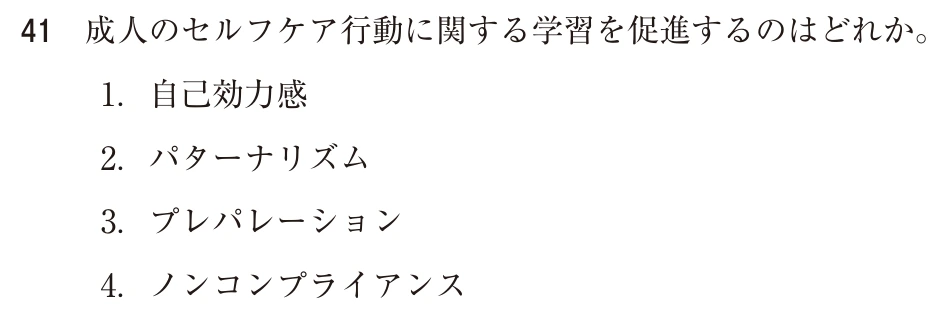 41 成人のセルフケア行動に関する学習を促進するのはどれか。
1. 自己効力感
2. パターナリズム
3. プレパレーション
4. ノンコンプライアンス